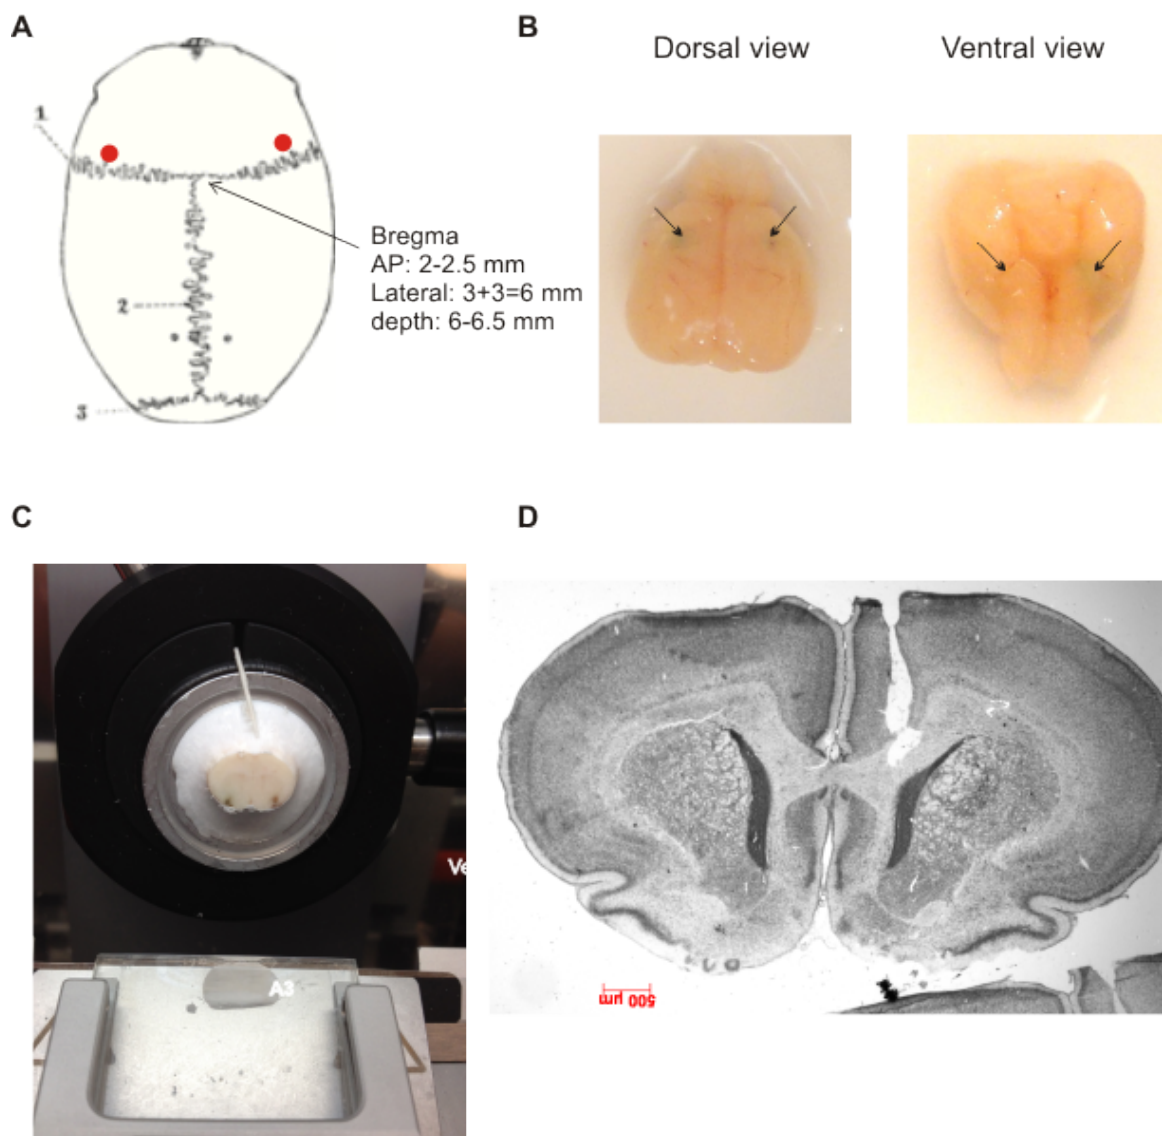 A
B
Dorsal view
Ventral view
1
Bregma
AP: 2-2.5 mm
Lateral: 3+3=6 mm
depth: 6-6.5 mm
2
3
C
D
Ve
A3
500 µm